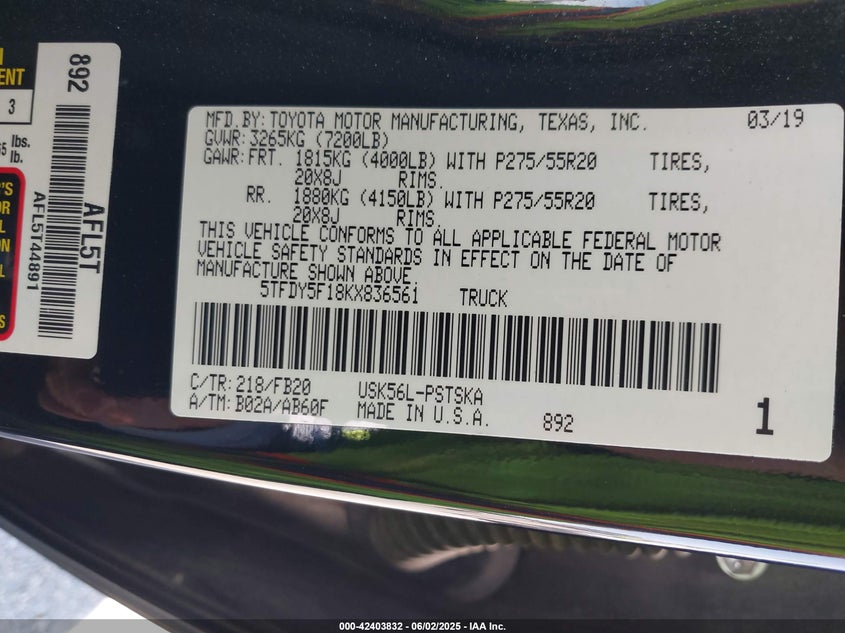 MFD.BY: TOYOTA MOTOR MANUFACTURING, TEXAS, INC. 03/19
GVWR: 3265KG (7200LB)
GAWR: FRT. 1815KG (4000LB) WITH P275/55R20 TIRES,
20X8J RIMS.
RR. 1880KG (4150LB) WITH P275/55R20 TIRES,
20X8J RIMS.
THIS VEHICLE CONFORMS TO ALL APPLICABLE FEDERAL MOTOR
VEHICLE SAFETY STANDARDS IN EFFECT ON THE DATE OF
MANUFACTURE SHOWN ABOVE.
5TFDY5F18KX836561 TRUCK
C/TR: 218/FB20 USK56L-PSTSKA
A/TM: B02A/AB60F MADE IN U.S.A. 892 1
892
AFL5T
AFL5T44891
3
lbs.
lb.
000-42403832 / 06/02/2025 - IAA Inc.